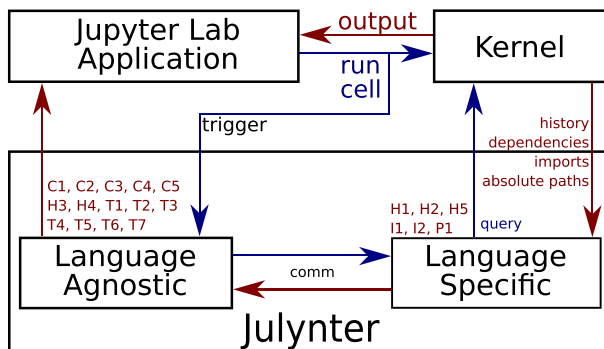 Jupyter Lab
Application
output
run
cell
Kernel
trigger
history
dependencies
imports
absolute paths
C1, C2, C3, C4, C5
H3, H4, T1, T2, T3
T4, T5, T6, T7
H1, H2, H5
I1, I2, P1
query
Language
Agnostic
comm
Language
Specific
Julynter